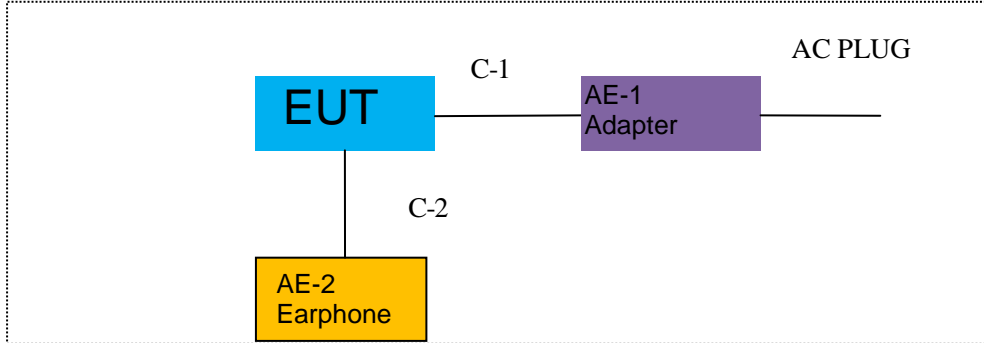 AC PLUG
C-1
EUT
AE-1
Adapter
C-2
AE-2
Earphone